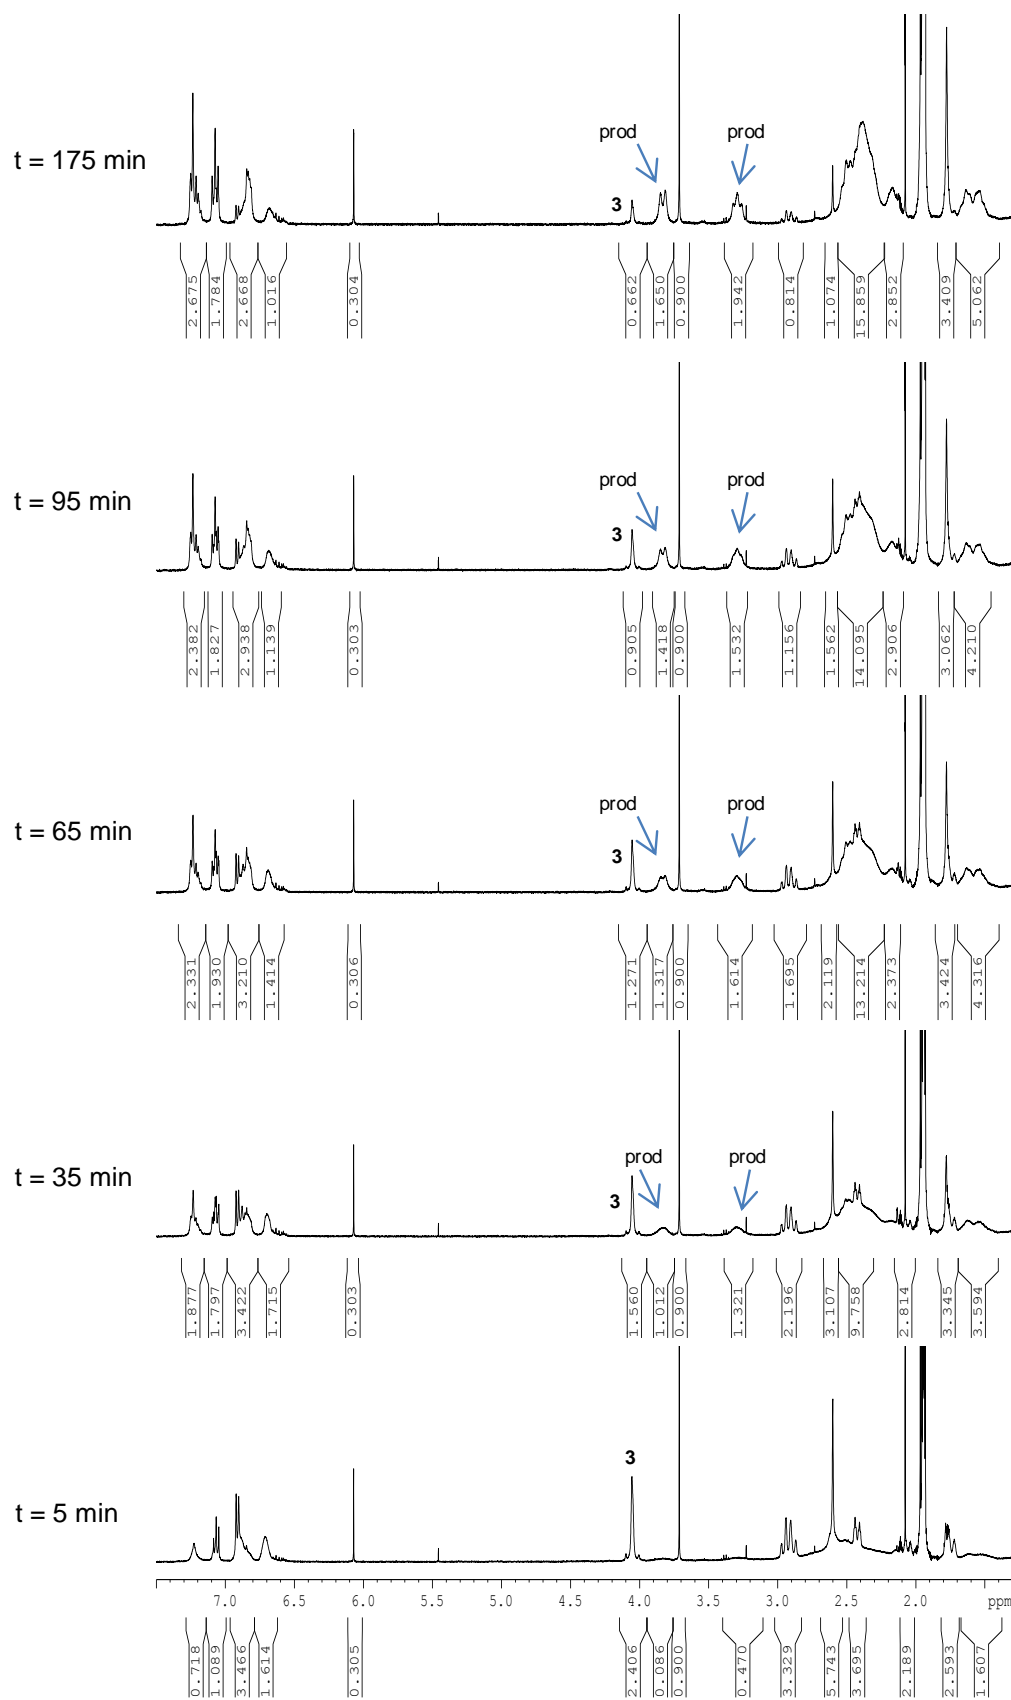 prod prod
t = 175 min
3
2.675 1.784 2.668 1.016 0.304 0.662 1.650 0.900 1.942 0.814 1.074 15.859 2.852 3.409 5.062
prod prod
t = 95 min
3
2.382 1.827 2.938 1.139 0.303 0.905 1.418 0.900 1.532 1.156 1.562 14.095 2.906 3.062 4.210
prod prod
t = 65 min
3
2.331 1.930 3.210 1.414 0.306 1.271 1.317 0.900 1.614 1.695 2.119 13.214 2.373 3.424 4.316
prod prod
t = 35 min
3
1.877 1.797 3.422 1.715 0.303 1.560 1.012 0.900 1.321 2.196 3.107 9.758 2.814 3.345 3.594
3
t = 5 min
7.0 6.5 6.0 5.5 5.0 4.5 4.0 3.5 3.0 2.5 2.0 ppm
0.718 1.089 3.466 1.614 0.305 2.406 0.086 0.900 0.470 3.329 5.743 3.695 2.189 2.593 1.607